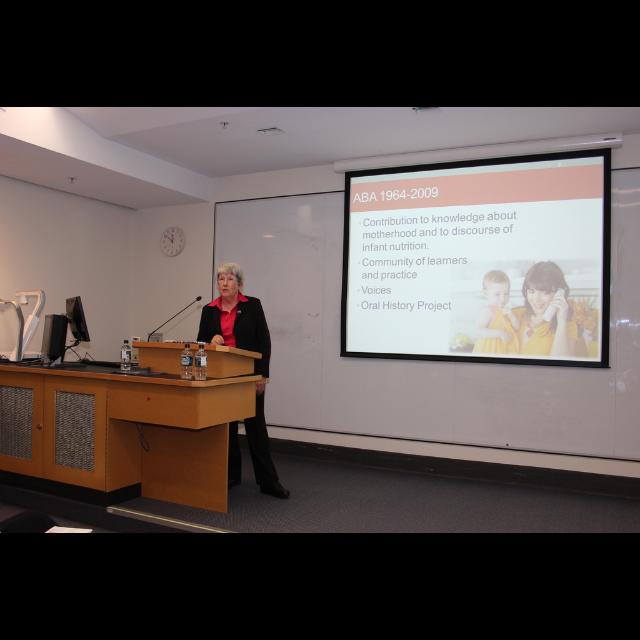 ABA 1964-2009
· Contribution to knowledge about
motherhood and to discourse of
infant nutrition.
· Community of learners
and practice
· Voices
· Oral History Project